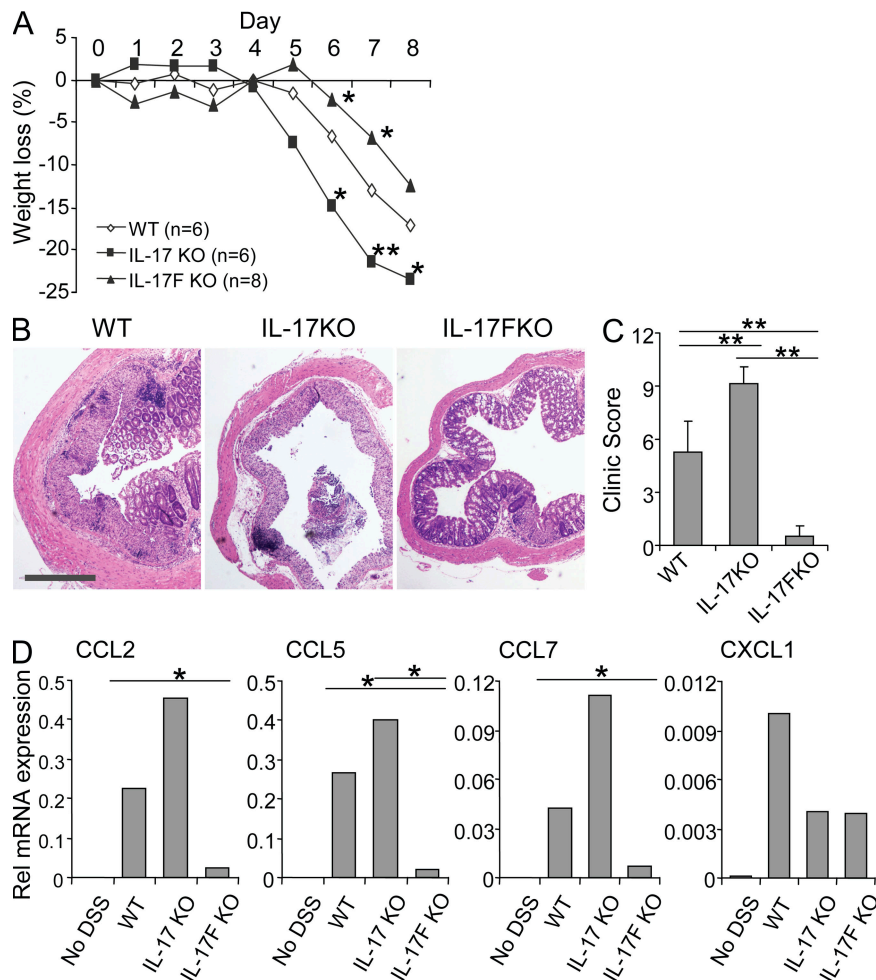 A
Day
0 1 2 3 4 5 6 7 8
Weight loss (%)
5
0
-5
-10
-15
-20
-25
* * * ** *
WT (n=6)
IL-17 KO (n=6)
IL-17F KO (n=8)
B
WT IL-17KO IL-17FKO
C
Clinic Score
12
9
6
3
0
**
** **
WT IL-17KO IL-17FKO
D
Rel mRNA expression
CCL2
0.5
0.4
0.3
0.2
0.1
0
*
No DSS WT IL-17 KO IL-17F KO
CCL5
0.5
0.4
0.3
0.2
0.1
0
* *
No DSS WT IL-17 KO IL-17F KO
CCL7
0.12
0.09
0.06
0.03
0
*
No DSS WT IL-17 KO IL-17F KO
CXCL1
0.012
0.009
0.006
0.003
0
No DSS WT IL-17 KO IL-17F KO